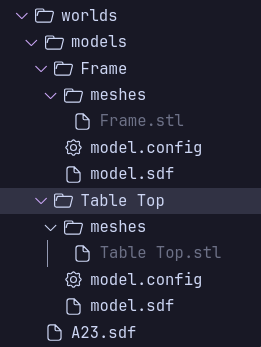 worlds
models
Frame
meshes
Frame.stl
model.config
model.sdf
Table Top
meshes
Table Top.stl
model.config
model.sdf
A23.sdf